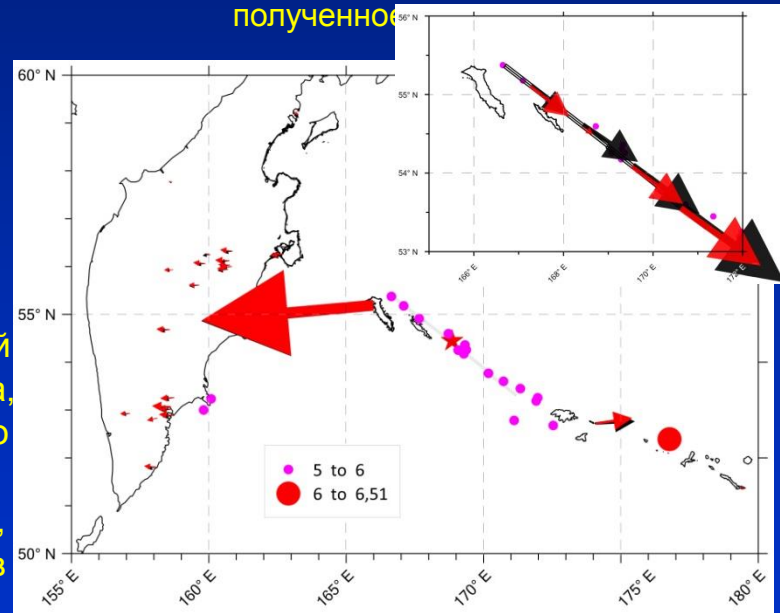 полученное
56° N
55° N
54° N
53° N
166° E
168° E
170° E
60° N
55° N
50° N
й
а,
о
,
в
5 to 6
6 to 6,51
155° E
160° E
165° E
170° E
175° E
180° E